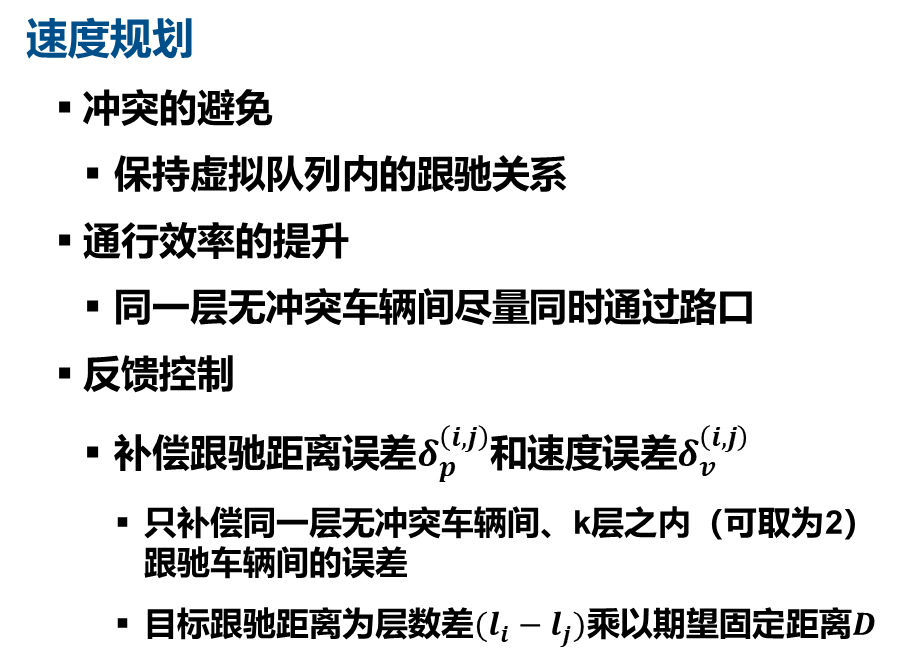 速度规划
▪ 冲突的避免
▪ 保持虚拟队列内的跟驰关系
▪ 通行效率的提升
▪ 同一层无冲突车辆间尽量同时通过路口
▪ 反馈控制
▪ 补偿跟驰距离误差$\delta_p^{(i,j)}$和速度误差$\delta_v^{(i,j)}$
▪ 只补偿同一层无冲突车辆间、k层之内（可取为2）
跟驰车辆间的误差
▪ 目标跟驰距离为层数差$(l_i - l_j)$乘以期望固定距离$D$